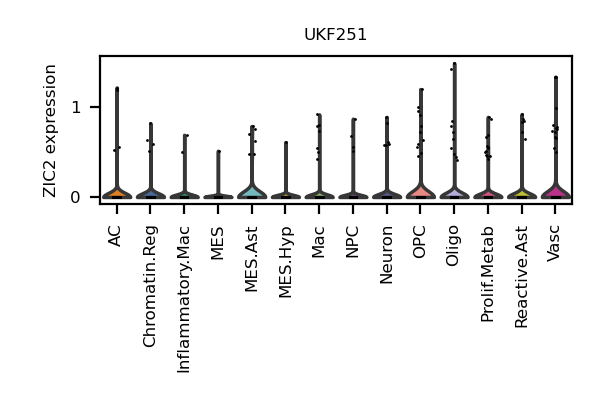 UKF251
ZIC2 expression
1
0
AC
Chromatin.Reg
Inflammatory.Mac
MES
MES.Ast
MES.Hyp
Mac
NPC
Neuron
OPC
Oligo
Prolif.Metab
Reactive.Ast
Vasc